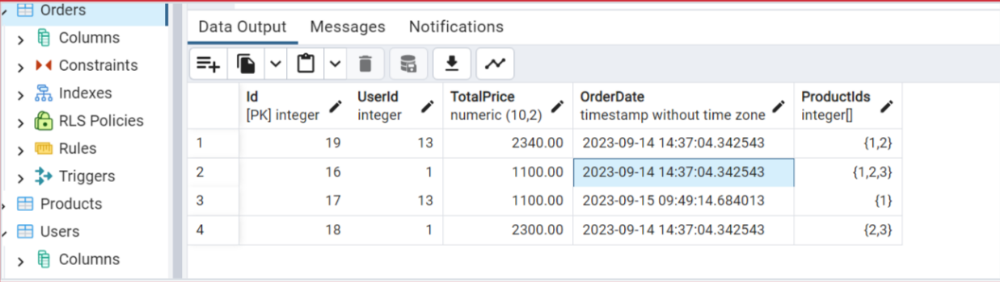 Orders
Columns
Constraints
Indexes
RLS Policies
Rules
Triggers
Products
Users
Columns
Data Output Messages Notifications
Id UserId TotalPrice OrderDate ProductIds
[PK] integer integer numeric (10,2) timestamp without time zone integer[]
1 19 13 2340.00 2023-09-14 14:37:04.342543 {1,2}
2 16 1 1100.00 2023-09-14 14:37:04.342543 {1,2,3}
3 17 13 1100.00 2023-09-15 09:49:14.684013 {1}
4 18 1 2300.00 2023-09-14 14:37:04.342543 {2,3}